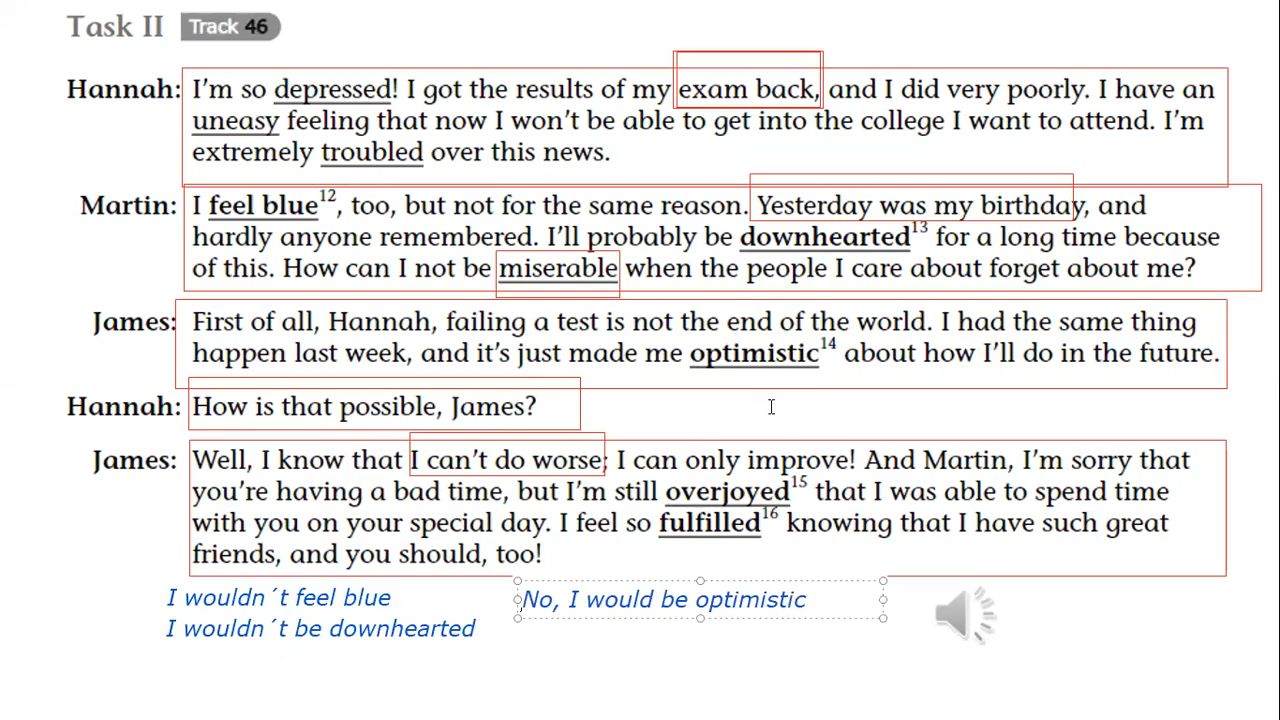 Task II Track 46
Hannah: I'm so depressed! I got the results of my exam back, and I did very poorly. I have an
uneasy feeling that now I won't be able to get into the college I want to attend. I'm
extremely troubled over this news.
Martin: I feel blue12, too, but not for the same reason. Yesterday was my birthday, and
hardly anyone remembered. I'll probably be downhearted13 for a long time because
of this. How can I not be miserable when the people I care about forget about me?
James: First of all, Hannah, failing a test is not the end of the world. I had the same thing
happen last week, and it's just made me optimistic14 about how I'll do in the future.
Hannah: How is that possible, James?
James: Well, I know that I can't do worse; I can only improve! And Martin, I'm sorry that
you're having a bad time, but I'm still overjoyed15 that I was able to spend time
with you on your special day. I feel so fulfilled16 knowing that I have such great
friends, and you should, too!
I wouldn´t feel blue
I wouldn´t be downhearted
No, I would be optimistic